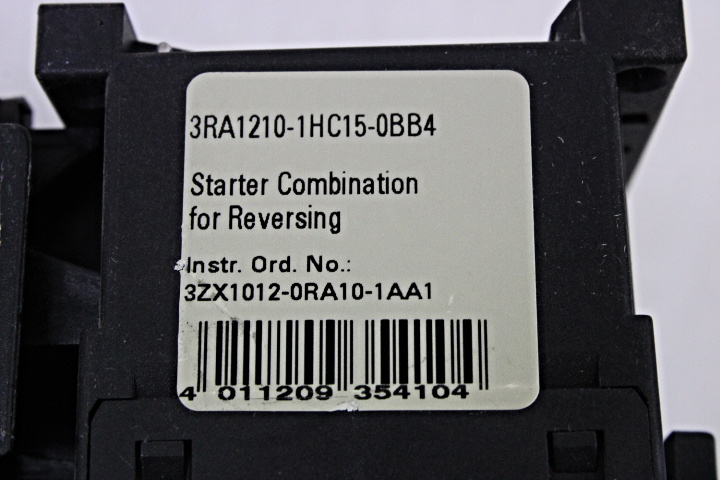 3RA1210-1HC15-0BB4
Starter Combination
for Reversing
Instr. Ord. No.:
3ZX1012-0RA10-1AA1
4 011209 354104